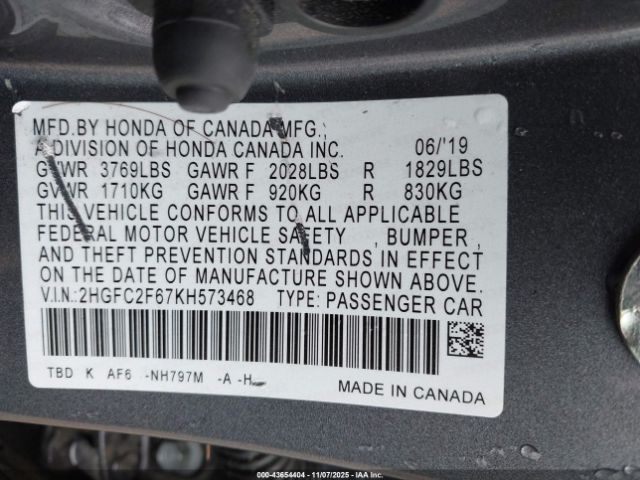 MFD.BY HONDA OF CANADA MFG.,
A DIVISION OF HONDA CANADA INC. 06/'19
GVWR 3769LBS GAWR F 2028LBS R 1829LBS
GVWR 1710KG GAWR F 920KG R 830KG
THIS VEHICLE CONFORMS TO ALL APPLICABLE
FEDERAL MOTOR VEHICLE SAFETY , BUMPER ,
AND THEFT PREVENTION STANDARDS IN EFFECT
ON THE DATE OF MANUFACTURE SHOWN ABOVE.
V.I.N.:2HGFC2F67KH573468 TYPE: PASSENGER CAR
TBD K AF6 -NH797M -A -H
MADE IN CANADA
000-43654404 | 11/07/2025 | IAA Inc.